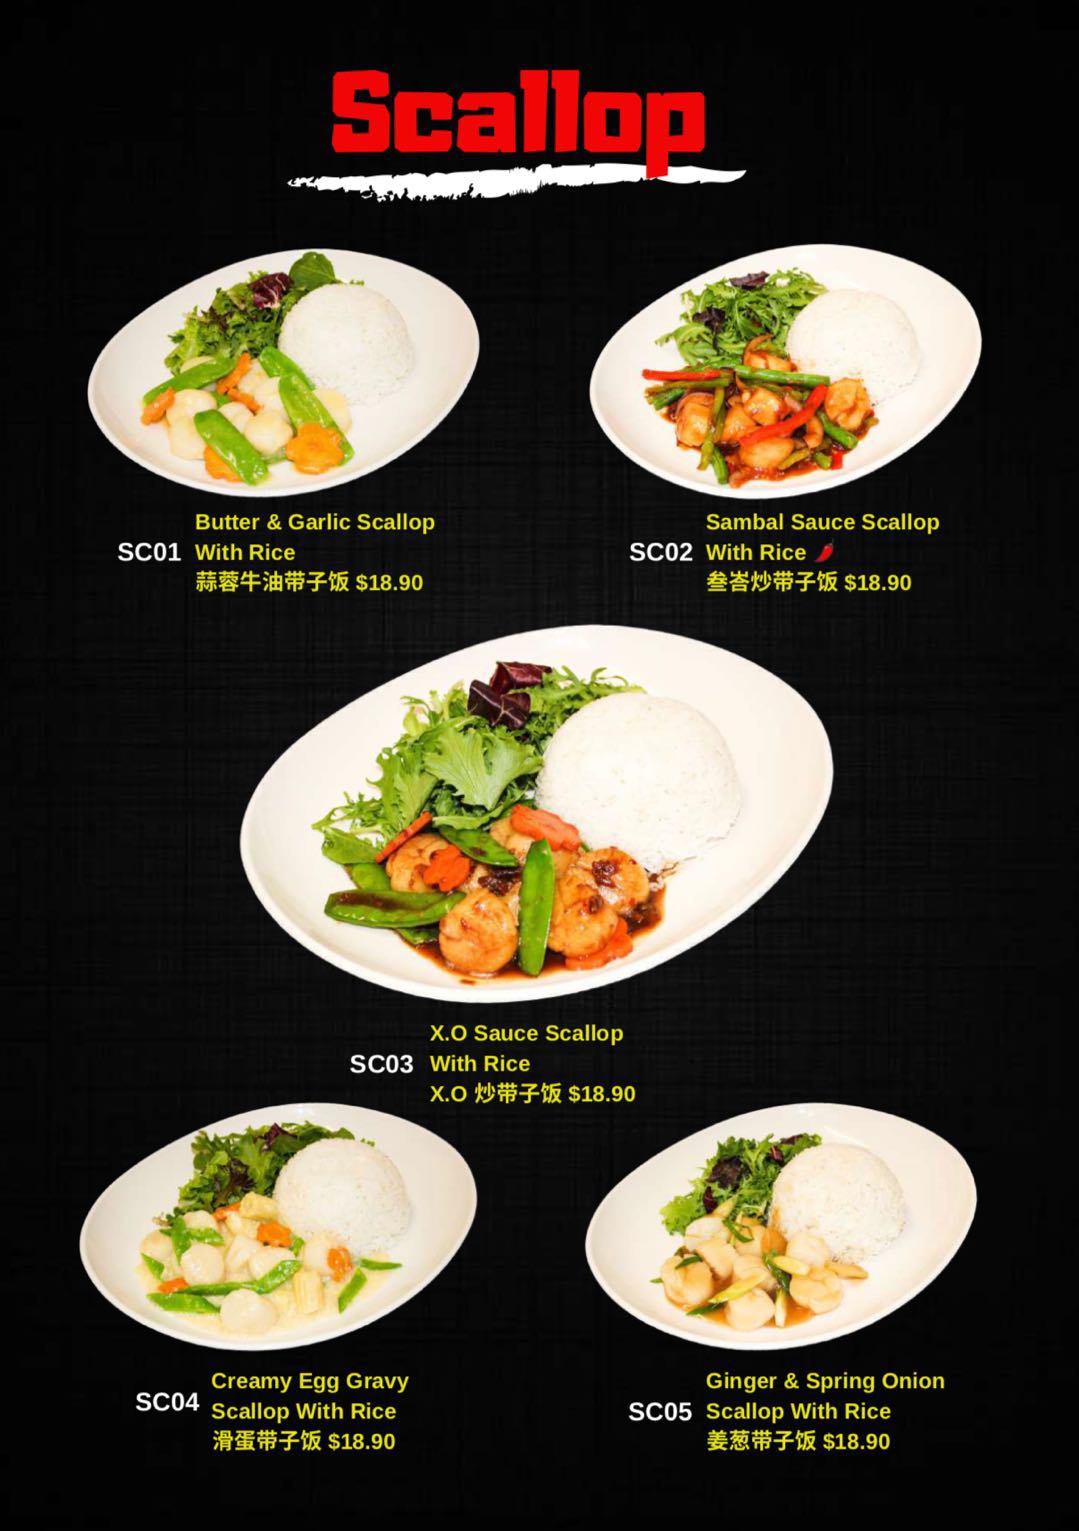 Scallop
SC01
Butter & Garlic Scallop
With Rice
蒜蓉牛油带子饭 $18.90
SC02
Sambal Sauce Scallop
With Rice 🌶️
叁峇炒带子饭 $18.90
SC03
X.O Sauce Scallop
With Rice
X.O 炒带子饭 $18.90
SC04
Creamy Egg Gravy
Scallop With Rice
滑蛋带子饭 $18.90
SC05
Ginger & Spring Onion
Scallop With Rice
姜葱带子饭 $18.90